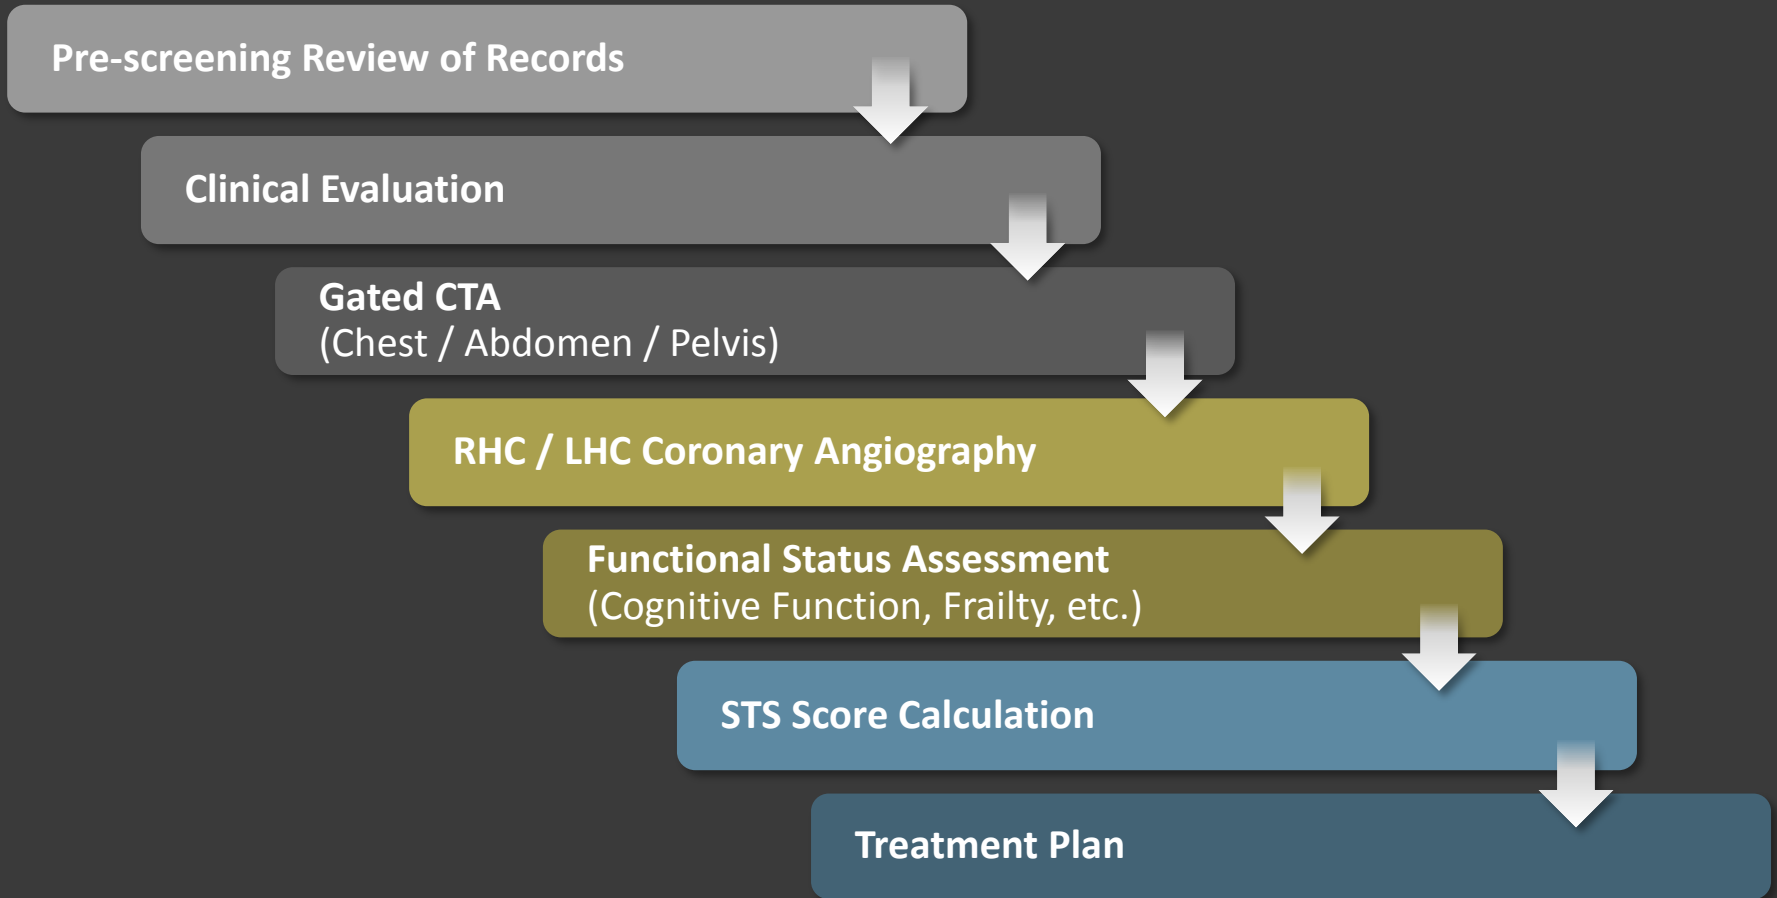 Pre-screening Review of Records
Clinical Evaluation
Gated CTA
(Chest / Abdomen / Pelvis)
RHC / LHC Coronary Angiography
Functional Status Assessment
(Cognitive Function, Frailty, etc.)
STS Score Calculation
Treatment Plan